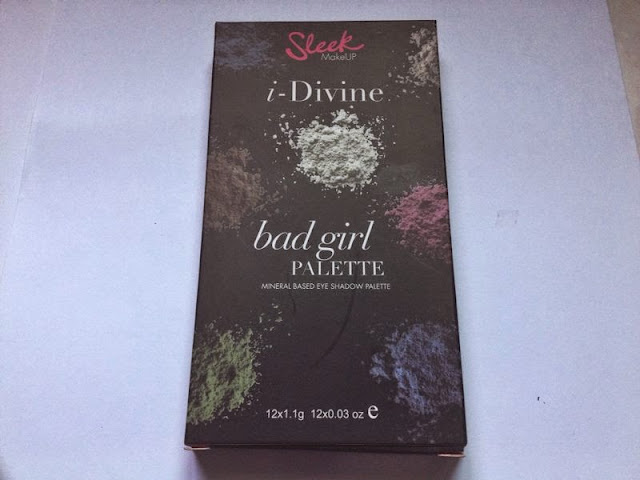 Sleek
MakeUP
i-Divine
bad girl
PALETTE
MINERAL BASED EYE SHADOW PALETTE
12x1.1g 12x0.03 oz e